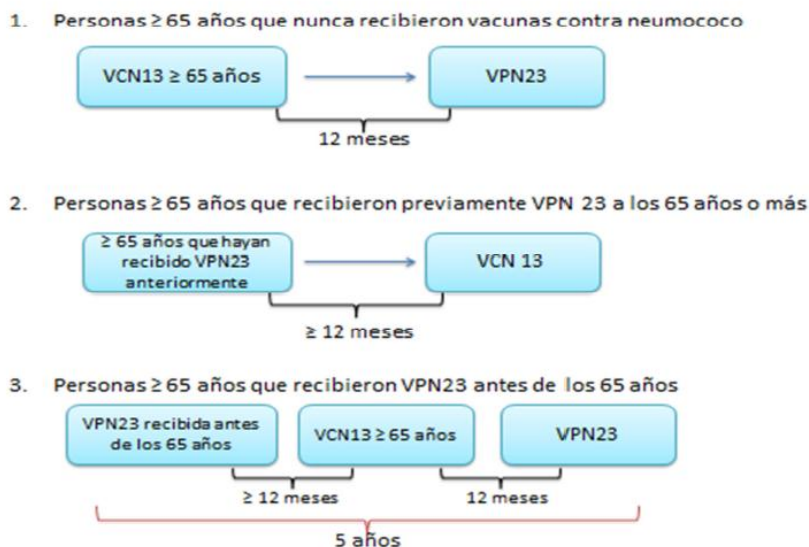 1. Personas ≥ 65 años que nunca recibieron vacunas contra neumococo
VCN13 ≥ 65 años
VPN23
12 meses
2. Personas ≥ 65 años que recibieron previamente VPN 23 a los 65 años o más
≥ 65 años que hayan
recibido VPN23
anteriormente
VCN 13
≥ 12 meses
3. Personas ≥ 65 años que recibieron VPN23 antes de los 65 años
VPN23 recibida antes
de los 65 años
VCN13 ≥ 65 años
VPN23
≥ 12 meses
12 meses
5 años